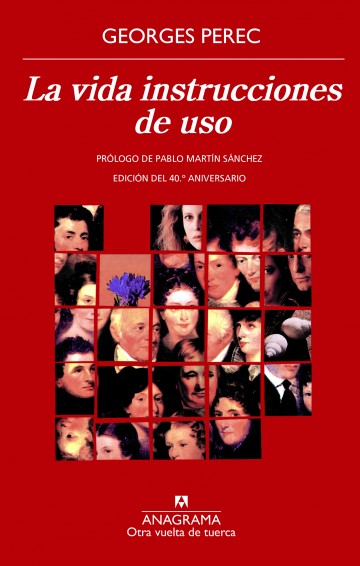 GEORGES PEREC
La vida instrucciones
de uso
PRÓLOGO DE PABLO MARTÍN SÁNCHEZ
EDICIÓN DEL 40.º ANIVERSARIO
ANAGRAMA
Otra vuelta de tuerca